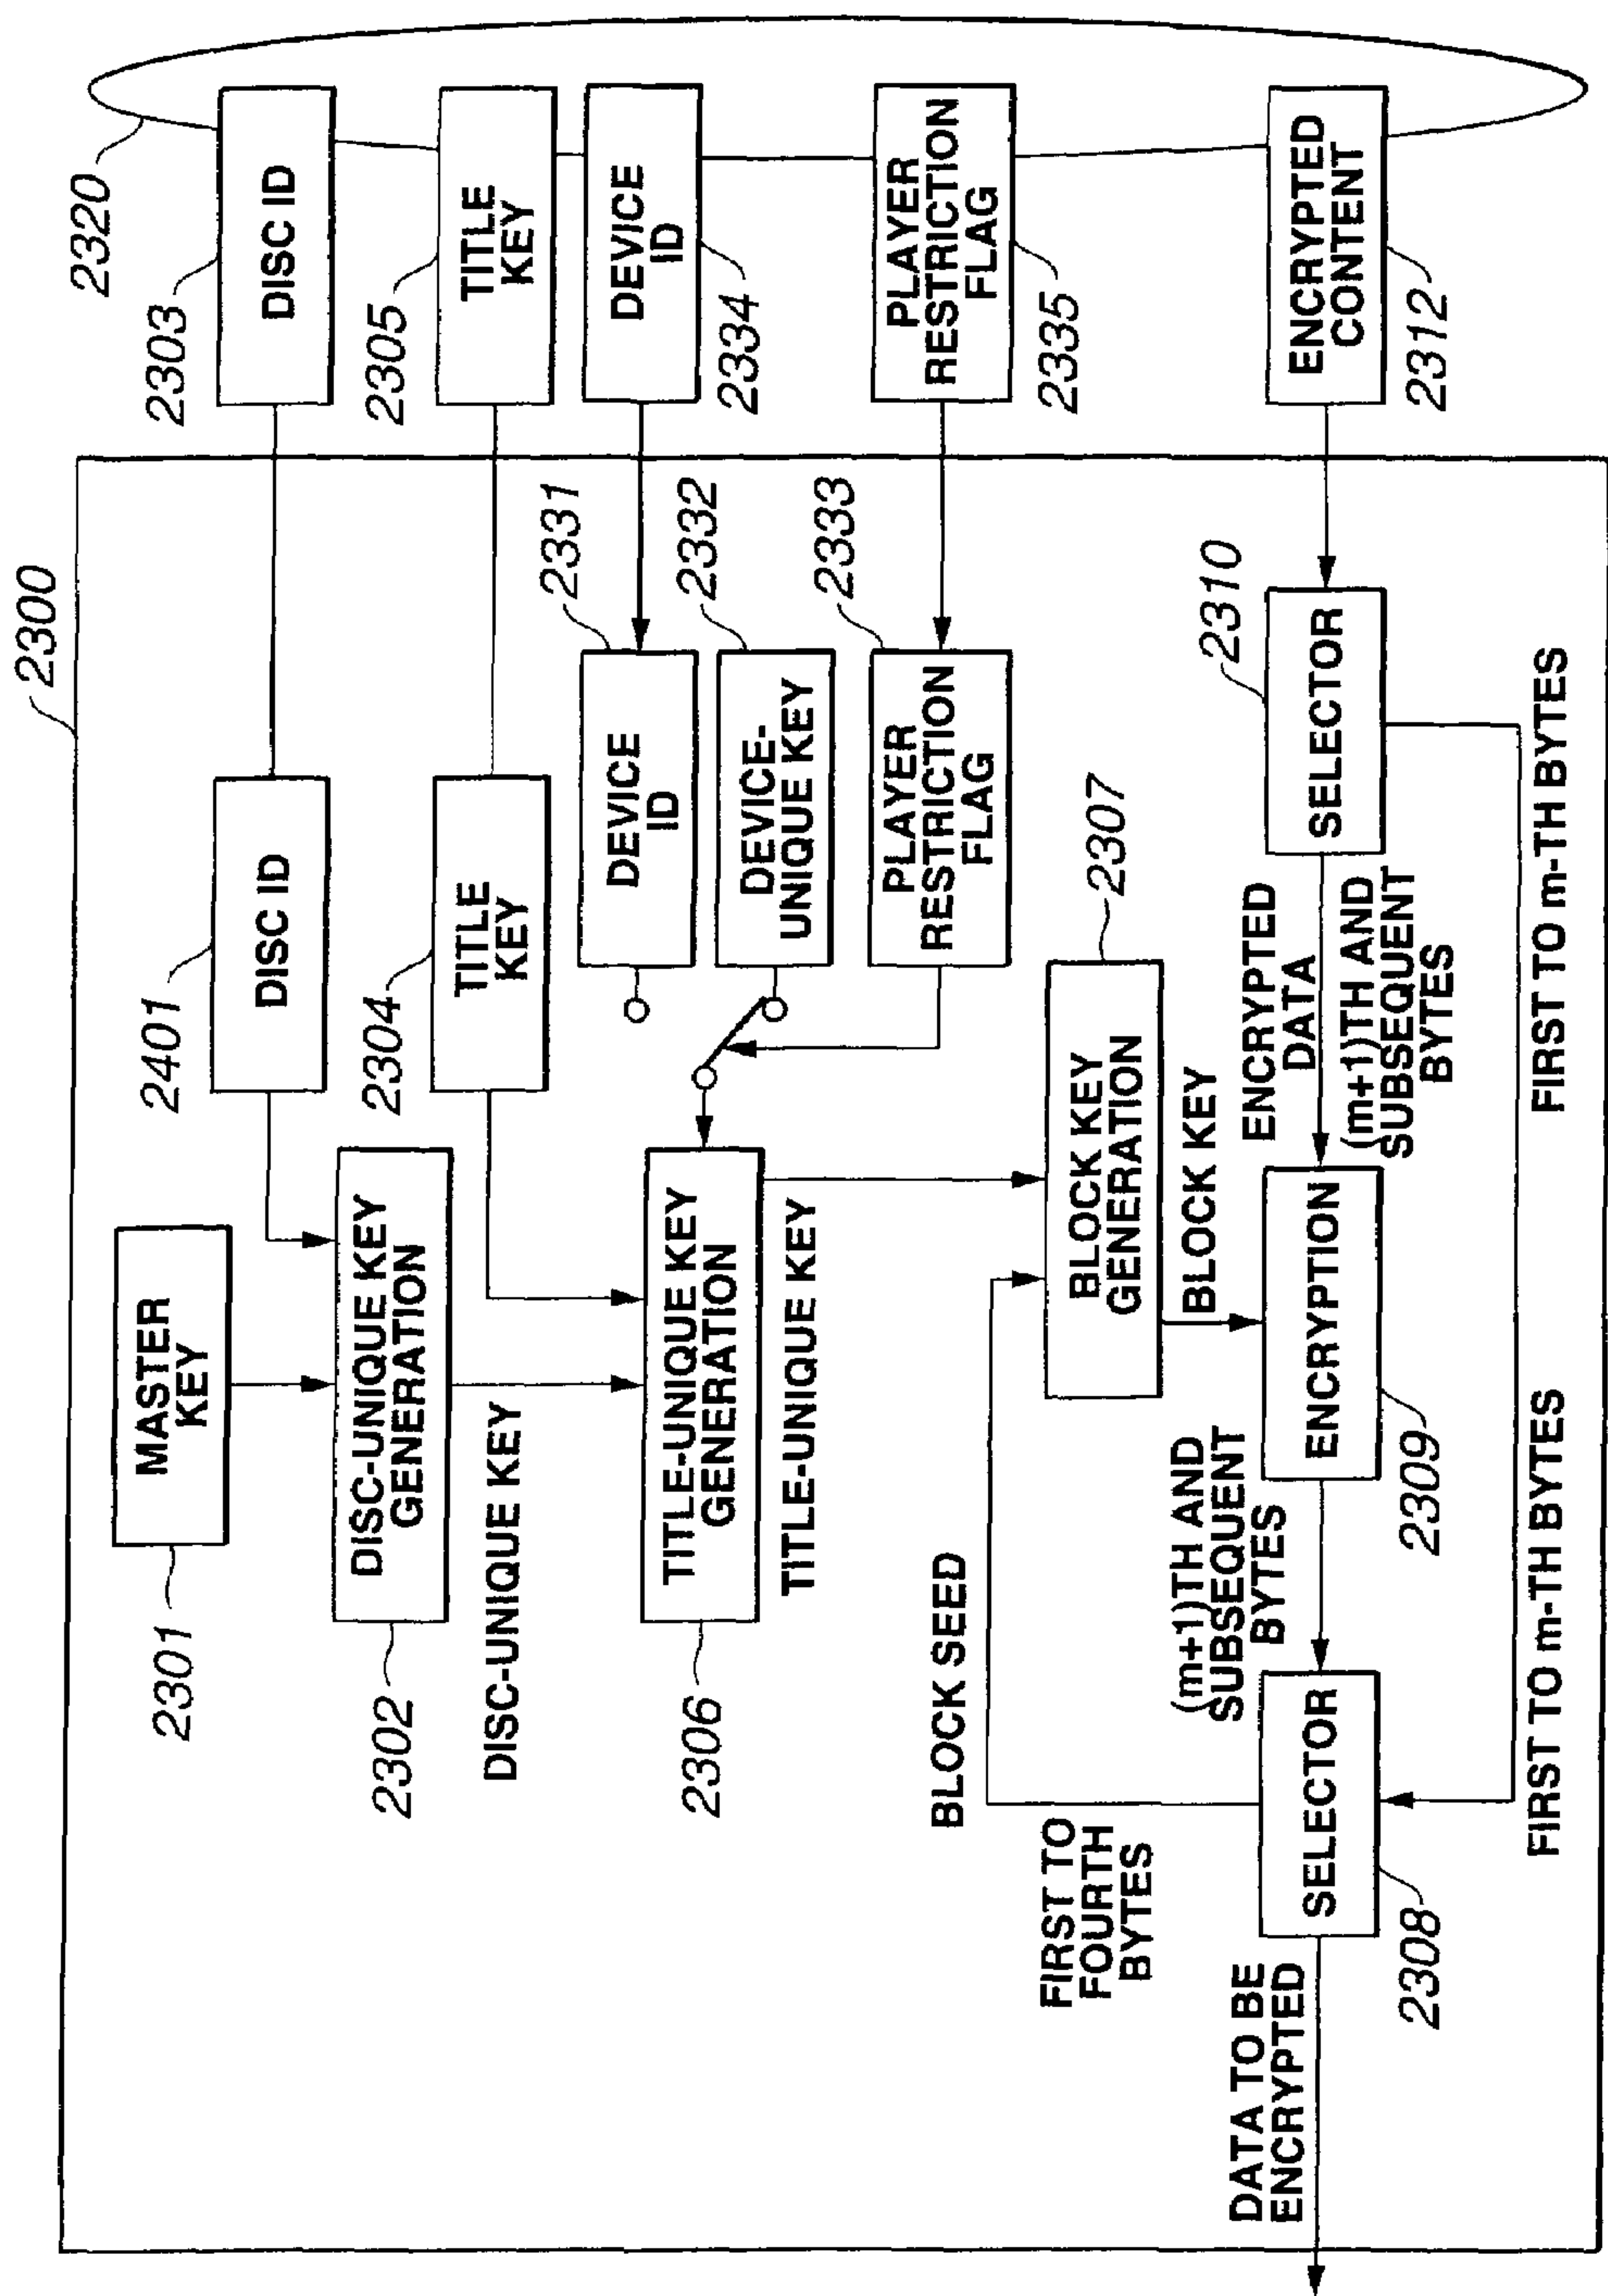 2300
2320
2301
MASTER
KEY
2401
DISC ID
2303
DISC ID
2302
DISC-UNIQUE KEY
GENERATION
DISC-UNIQUE KEY
2304
TITLE
KEY
2305
TITLE
KEY
2306
TITLE-UNIQUE KEY
GENERATION
TITLE-UNIQUE KEY
2331
DEVICE
ID
DEVICE
ID
2334
2332
DEVICE-
UNIQUE KEY
2333
PLAYER
RESTRICTION
FLAG
PLAYER
RESTRICTION
FLAG
2335
BLOCK SEED
2307
BLOCK KEY
GENERATION
BLOCK KEY
FIRST TO
FOURTH
BYTES
DATA TO BE
ENCRYPTED
SELECTOR
2308
(m+1)TH AND
SUBSEQUENT
BYTES
ENCRYPTION
2309
ENCRYPTED
DATA
(m+1)TH AND
SUBSEQUENT
BYTES
2310
SELECTOR
ENCRYPTED
CONTENT
2312
FIRST TO m-TH BYTES
FIRST TO m-TH BYTES